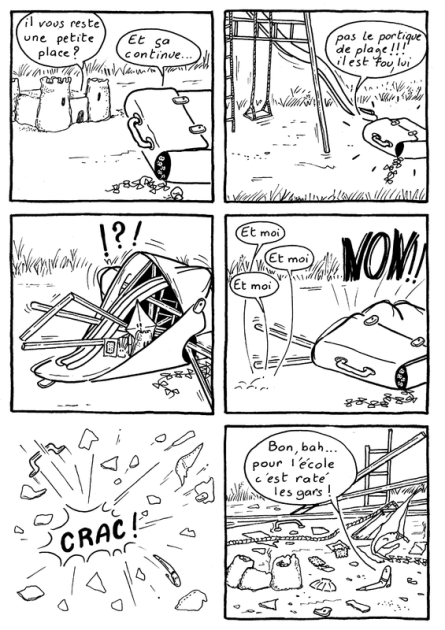 il vous reste
une petite
place?
Et sa
continue...
pas le portique
de plage!!!
il est fou, lui
!?!
Et moi
Et moi
Et moi
NON!!
CRAC!
Bon, bah...
pour l'école
c'est raté
les gars!